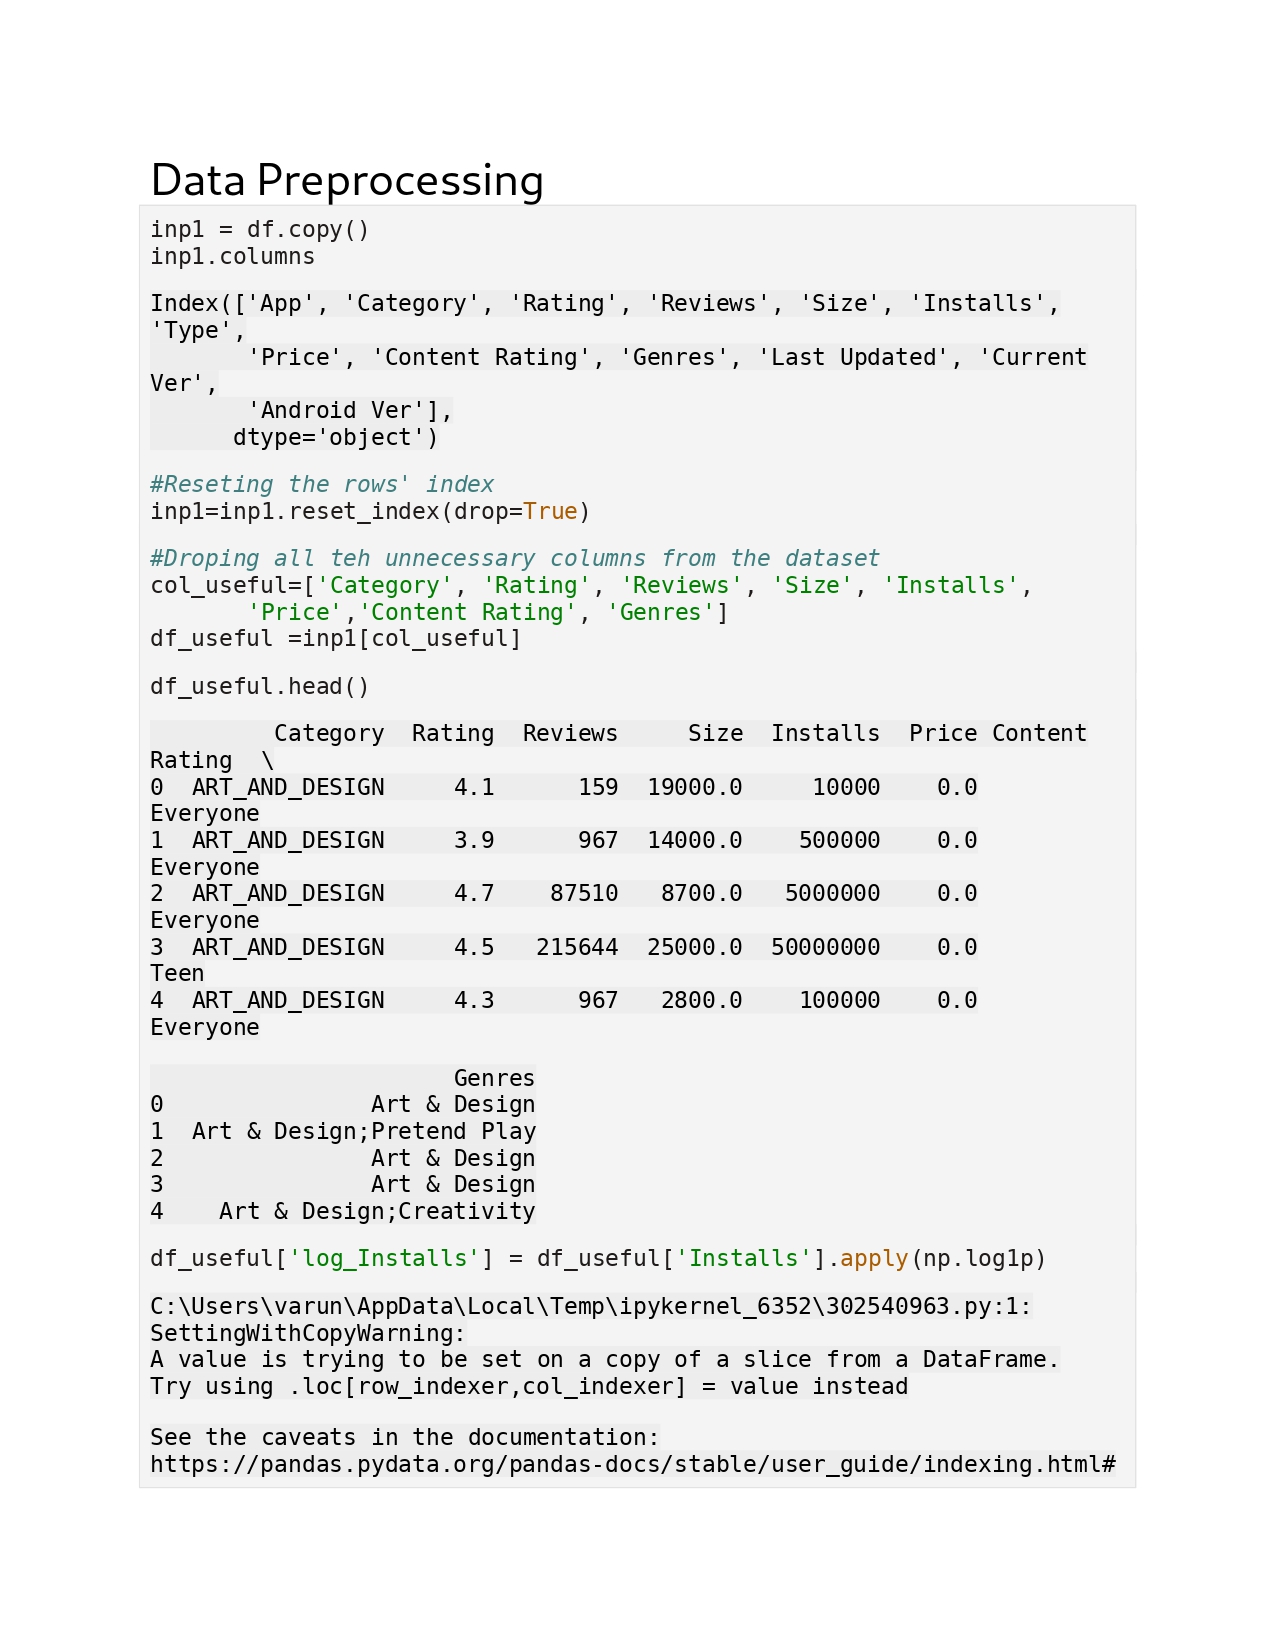 Data Preprocessing
inp1 = df.copy()
inp1.columns
Index(['App', 'Category', 'Rating', 'Reviews', 'Size', 'Installs',
'Type',
       'Price', 'Content Rating', 'Genres', 'Last Updated', 'Current
Ver',
       'Android Ver'],
      dtype='object')
#Reseting the rows' index
inp1=inp1.reset_index(drop=True)
#Droping all teh unnecessary columns from the dataset
col_useful=['Category', 'Rating', 'Reviews', 'Size', 'Installs',
       'Price','Content Rating', 'Genres']
df_useful =inp1[col_useful]
df_useful.head()
         Category  Rating  Reviews     Size  Installs  Price Content
Rating  \
0  ART_AND_DESIGN     4.1      159  19000.0     10000    0.0
Everyone
1  ART_AND_DESIGN     3.9      967  14000.0    500000    0.0
Everyone
2  ART_AND_DESIGN     4.7    87510   8700.0   5000000    0.0
Everyone
3  ART_AND_DESIGN     4.5   215644  25000.0  50000000    0.0
Teen
4  ART_AND_DESIGN     4.3      967   2800.0    100000    0.0
Everyone
                      Genres
0               Art & Design
1  Art & Design;Pretend Play
2               Art & Design
3               Art & Design
4    Art & Design;Creativity
df_useful['log_Installs'] = df_useful['Installs'].apply(np.log1p)
C:\Users\varun\AppData\Local\Temp\ipykernel_6352\302540963.py:1:
SettingWithCopyWarning:
A value is trying to be set on a copy of a slice from a DataFrame.
Try using .loc[row_indexer,col_indexer] = value instead
See the caveats in the documentation:
https://pandas.pydata.org/pandas-docs/stable/user_guide/indexing.html#